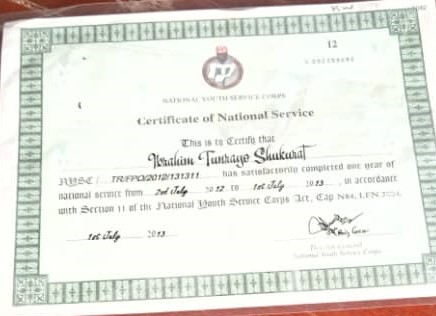 12
NATIONAL YOUTH SERVICE CORPS
Certificate of National Service
This is to Certify that
Ibrahim Tunrayo Shukurat
NYSC/ TR/FPO/2012/131311 has satisfactorily completed one year of
national service from 2nd July 2012 to 1st July 2013, in accordance
with Section 11 of the National Youth Service Corps Act, Cap N84, LFN 2004.
1st July 2013
Director General
National Youth Service Corps